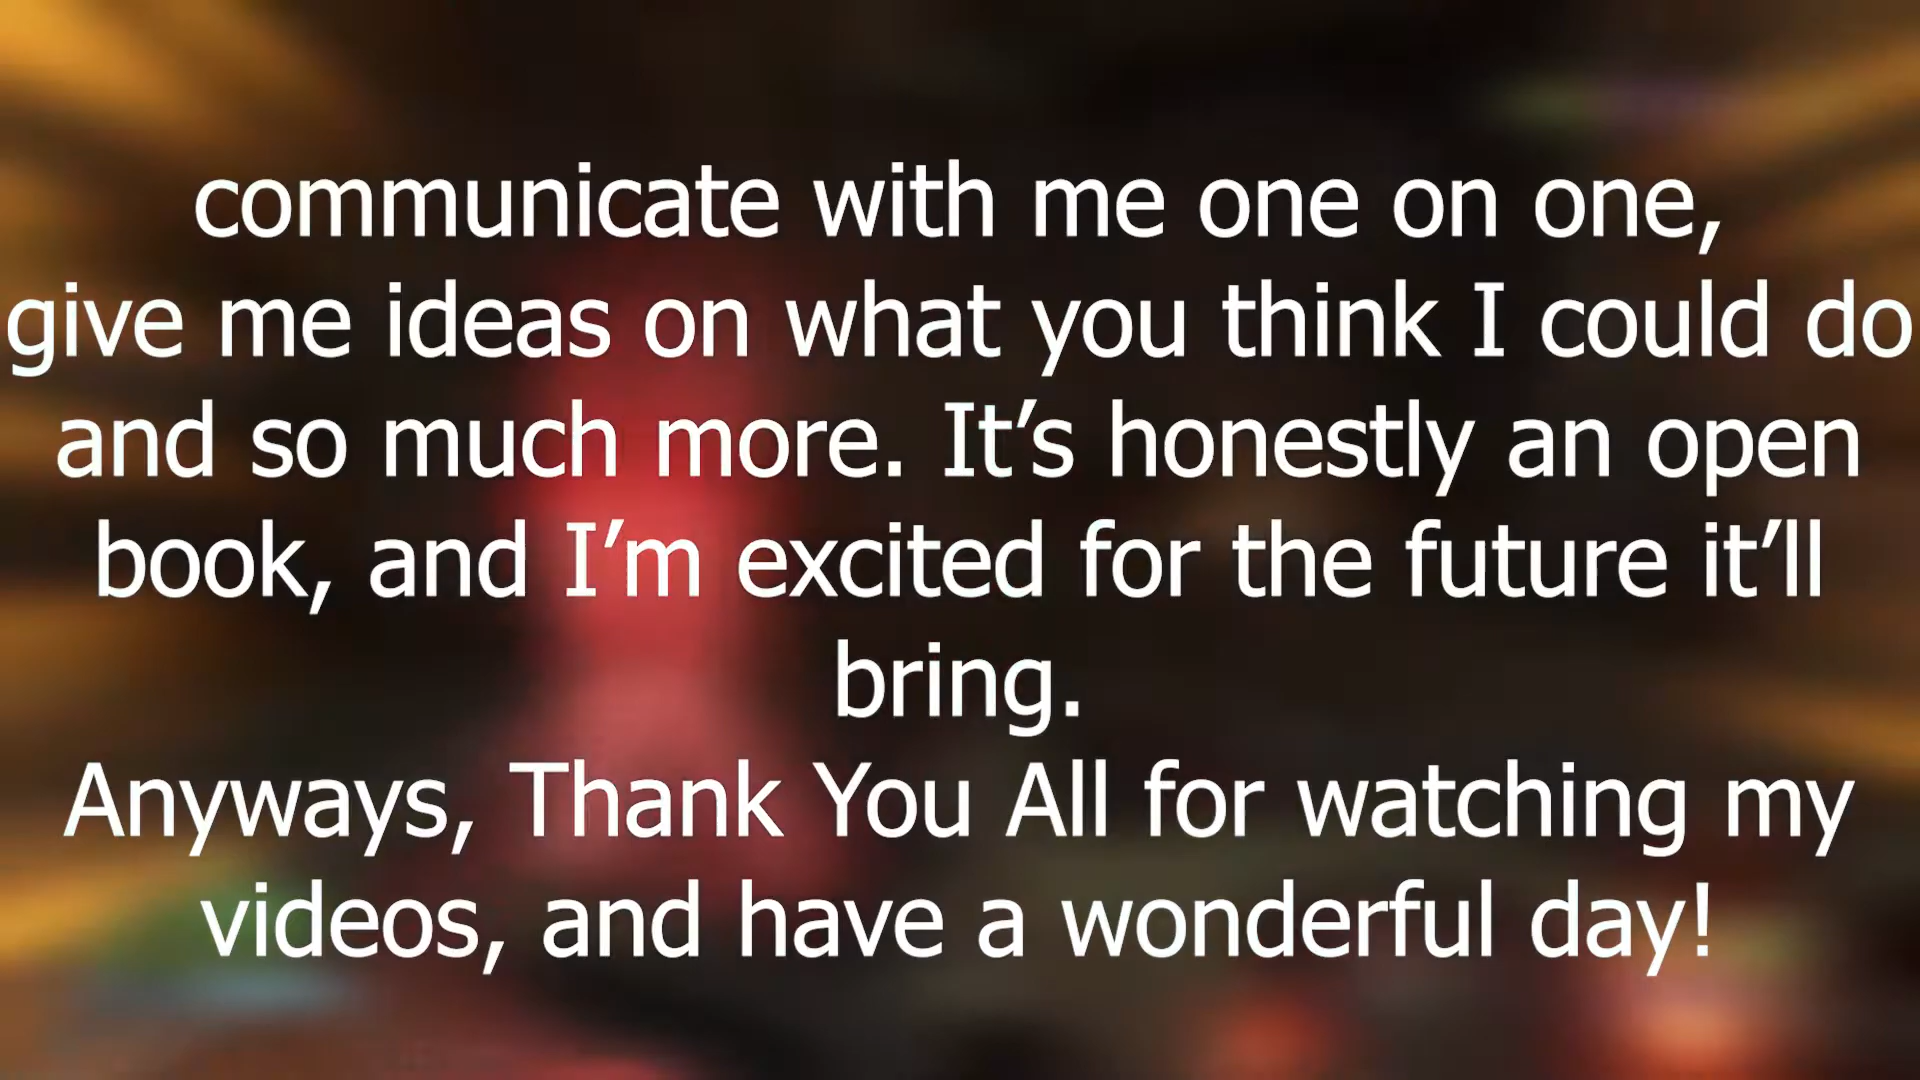 communicate with me one on one,
give me ideas on what you think I could do
and so much more. It’s honestly an open
book, and I’m excited for the future it’ll
bring.
Anyways, Thank You All for watching my
videos, and have a wonderful day!